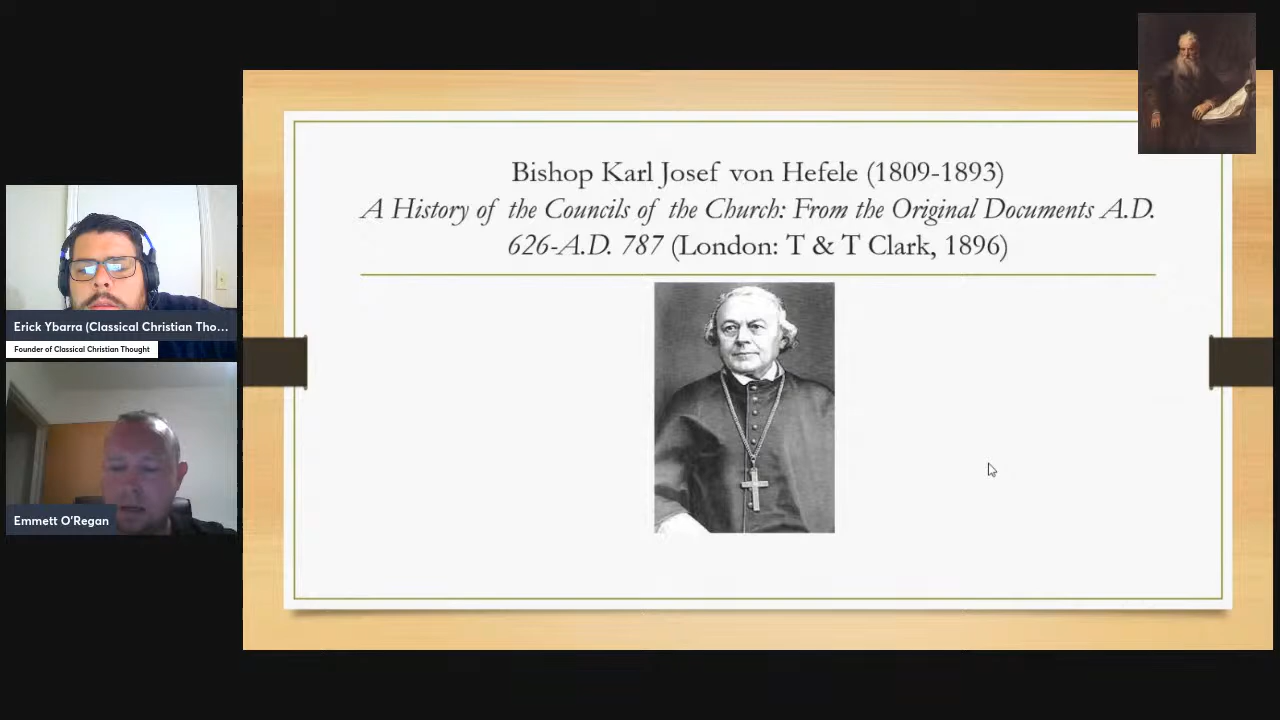 Bishop Karl Josef von Hefele (1809-1893)
A History of the Councils of the Church: From the Original Documents A.D.
626-A.D. 787 (London: T & T Clark, 1896)
Erick Ybarra (Classical Christian Tho...
Founder of Classical Christian Thought
Emmett O'Regan